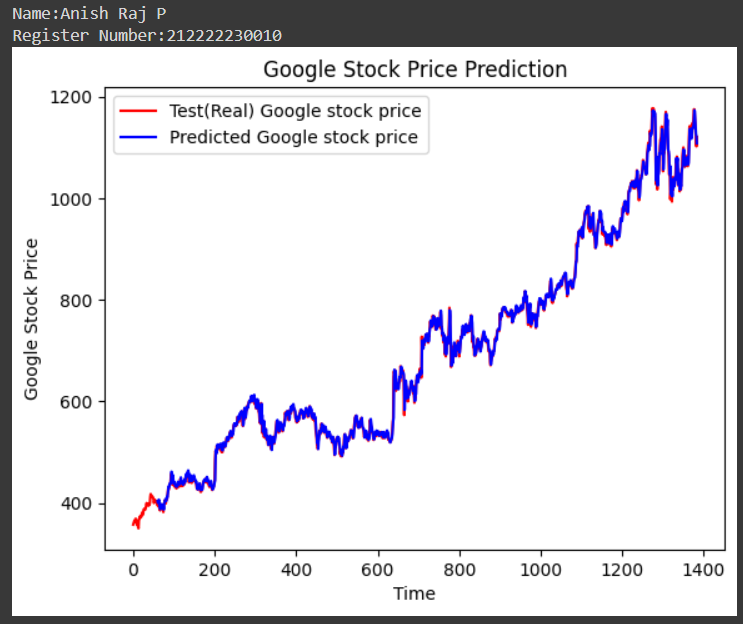 Name:Anish Raj P
Register Number:212222230010
Google Stock Price Prediction
Test(Real) Google stock price
Predicted Google stock price
Google Stock Price
1200
1000
800
600
400
0 200 400 600 800 1000 1200 1400
Time